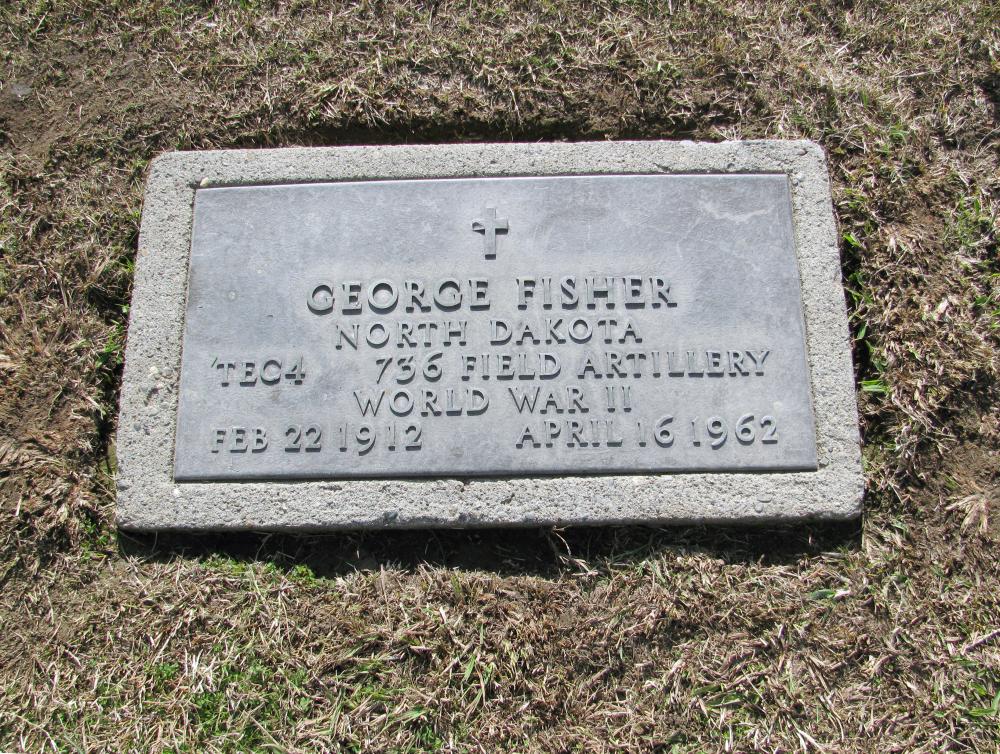 GEORGE FISHER
NORTH DAKOTA
TEC4 736 FIELD ARTILLERY
WORLD WAR II
FEB 22 1912 APRIL 16 1962